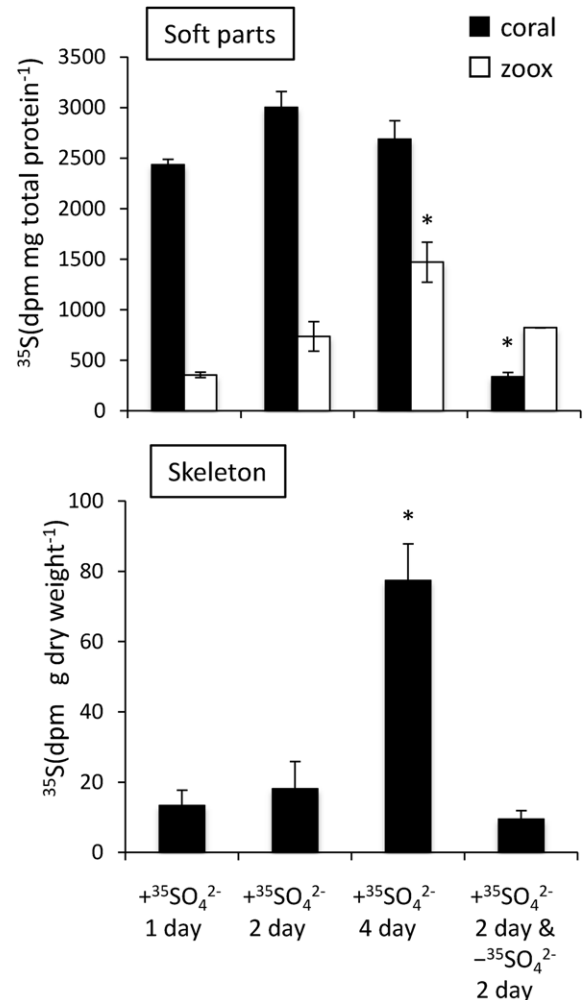 Soft parts
coral
zoox
³⁵S(dpm mg total protein⁻¹)
3500
3000
2500
2000
1500
1000
500
0
*
*
Skeleton
³⁵S(dpm g dry weight⁻¹)
100
80
60
40
20
0
*
+³⁵SO₄²⁻
1 day
+³⁵SO₄²⁻
2 day
+³⁵SO₄²⁻
4 day
+³⁵SO₄²⁻
2 day &
−³⁵SO₄²⁻
2 day